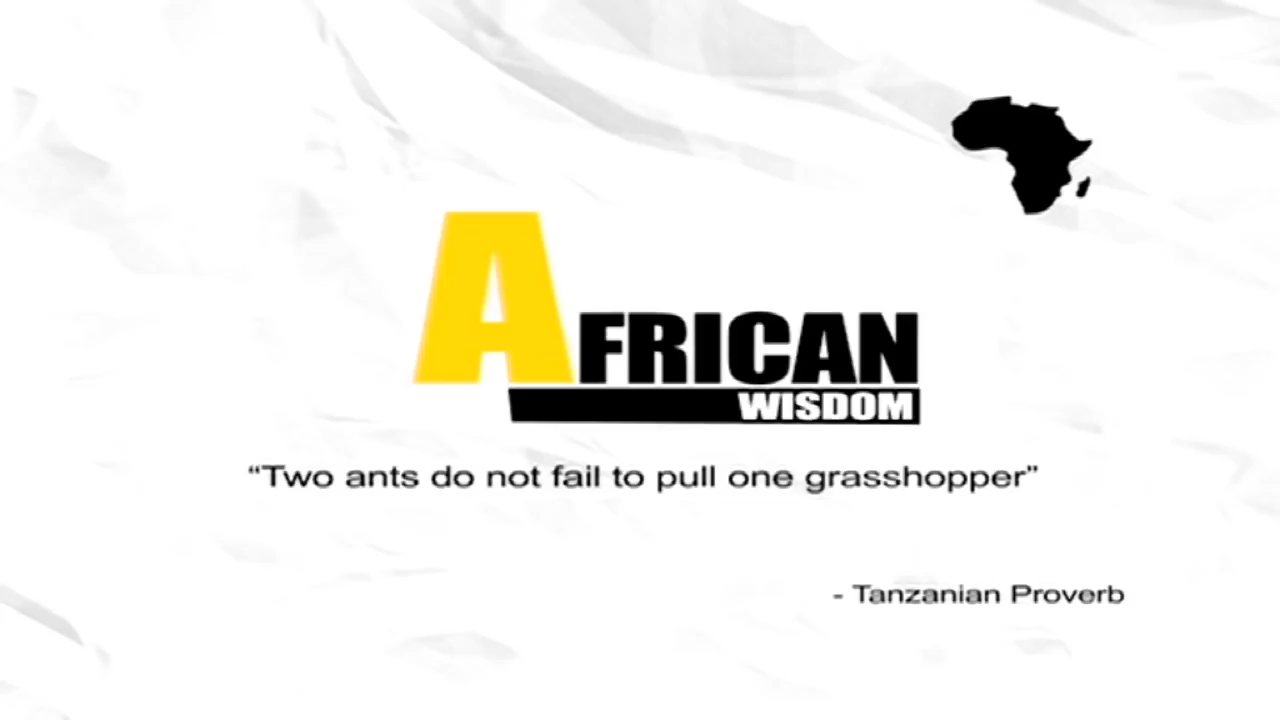 AFRICAN
WISDOM
“Two ants do not fail to pull one grasshopper”
- Tanzanian Proverb